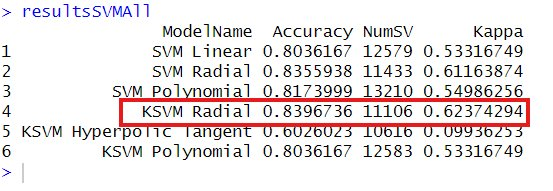 > resultsSVMAll
ModelName Accuracy NumSV Kappa
1 SVM Linear 0.8036167 12579 0.53316749
2 SVM Radial 0.8355938 11433 0.61163874
3 SVM Polynomial 0.8173999 13210 0.54986256
4 KSVM Radial 0.8396736 11106 0.62374294
5 KSVM Hyperpolic Tangent 0.6026023 10616 0.09936253
6 KSVM Polynomial 0.8036167 12583 0.53319749
>